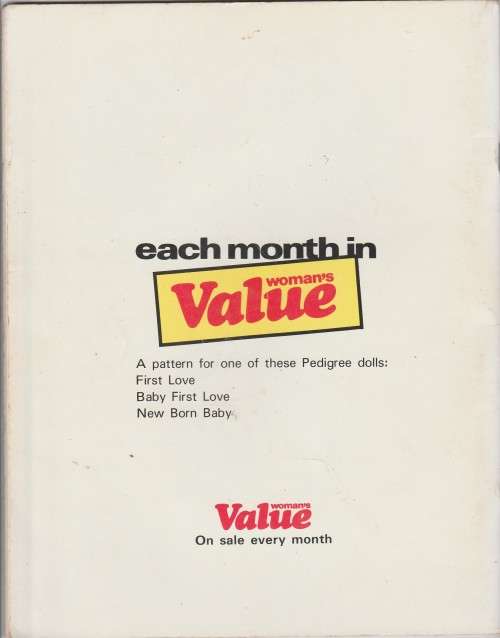 each month in
woman's
Value
A pattern for one of these Pedigree dolls:
First Love
Baby First Love
New Born Baby
woman's
Value
On sale every month